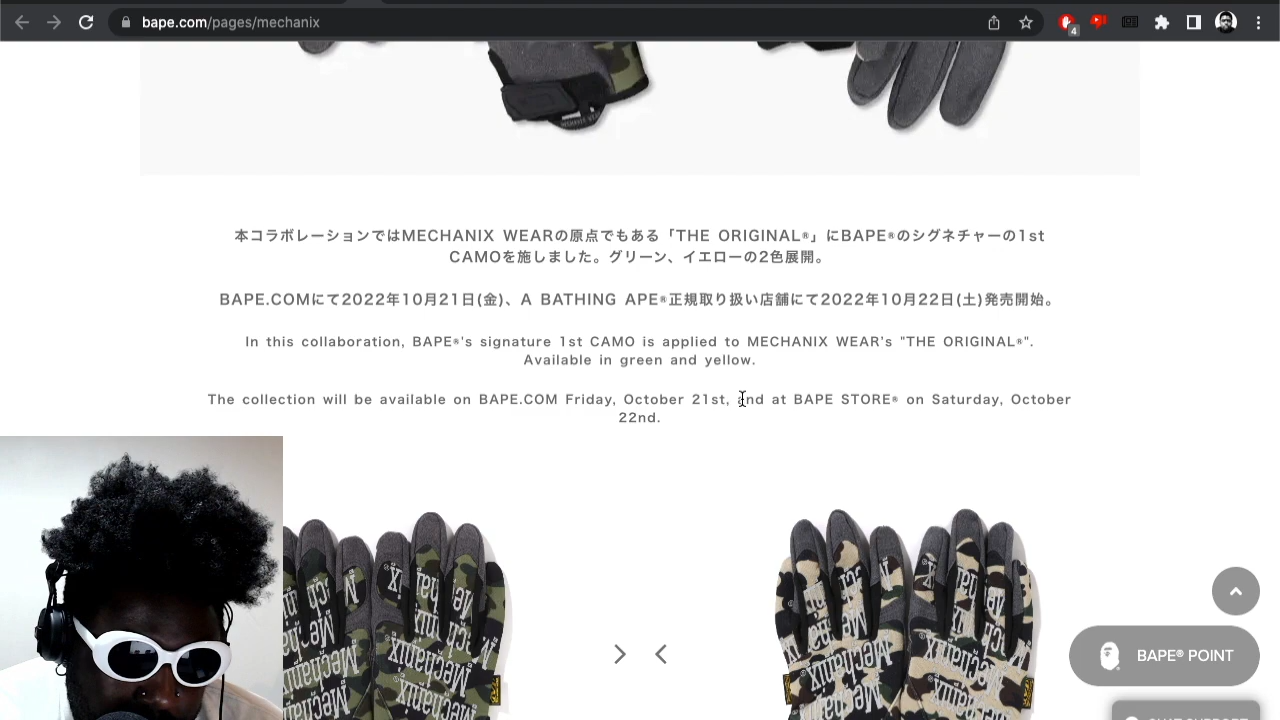 bape.com/pages/mechanix
4
MECHANIX WEAR
本コラボレーションではMECHANIX WEARの原点でもある「THE ORIGINAL®」にBAPE®のシグネチャーの1st
CAMOを施しました。グリーン、イエローの2色展開。
BAPE.COMにて2022年10月21日(金)、A BATHING APE®正規取り扱い店舗にて2022年10月22日(土)発売開始。
In this collaboration, BAPE®'s signature 1st CAMO is applied to MECHANIX WEAR's "THE ORIGINAL®".
Available in green and yellow.
The collection will be available on BAPE.COM Friday, October 21st, and at BAPE STORE® on Saturday, October
22nd.
Mechanix
Mechanix
Mechanix
Mechanix
BAPE® POINT